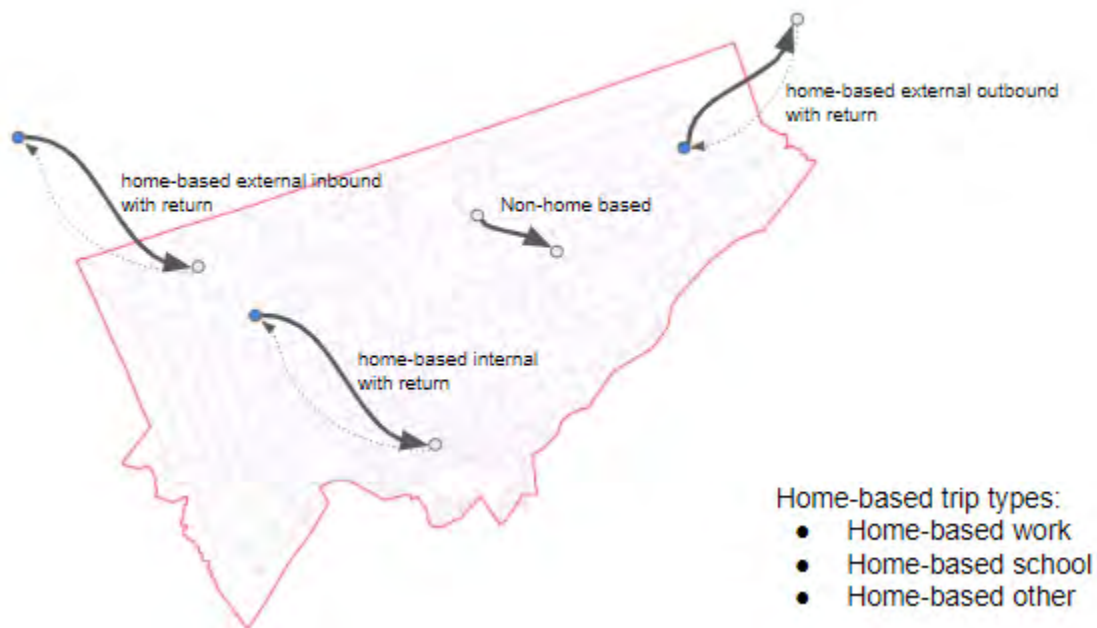 home-based external outbound
with return
home-based external inbound
with return
Non-home based
home-based internal
with return
Home-based trip types:
● Home-based work
● Home-based school
● Home-based other